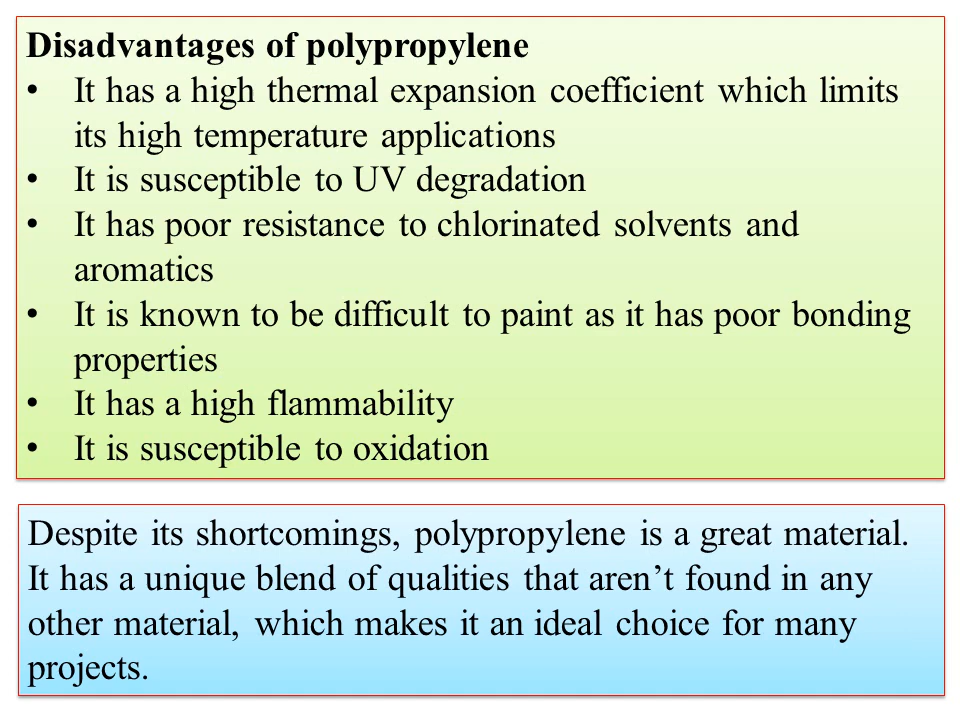 Disadvantages of polypropylene
• It has a high thermal expansion coefficient which limits
its high temperature applications
• It is susceptible to UV degradation
• It has poor resistance to chlorinated solvents and
aromatics
• It is known to be difficult to paint as it has poor bonding
properties
• It has a high flammability
• It is susceptible to oxidation
Despite its shortcomings, polypropylene is a great material.
It has a unique blend of qualities that aren’t found in any
other material, which makes it an ideal choice for many
projects.